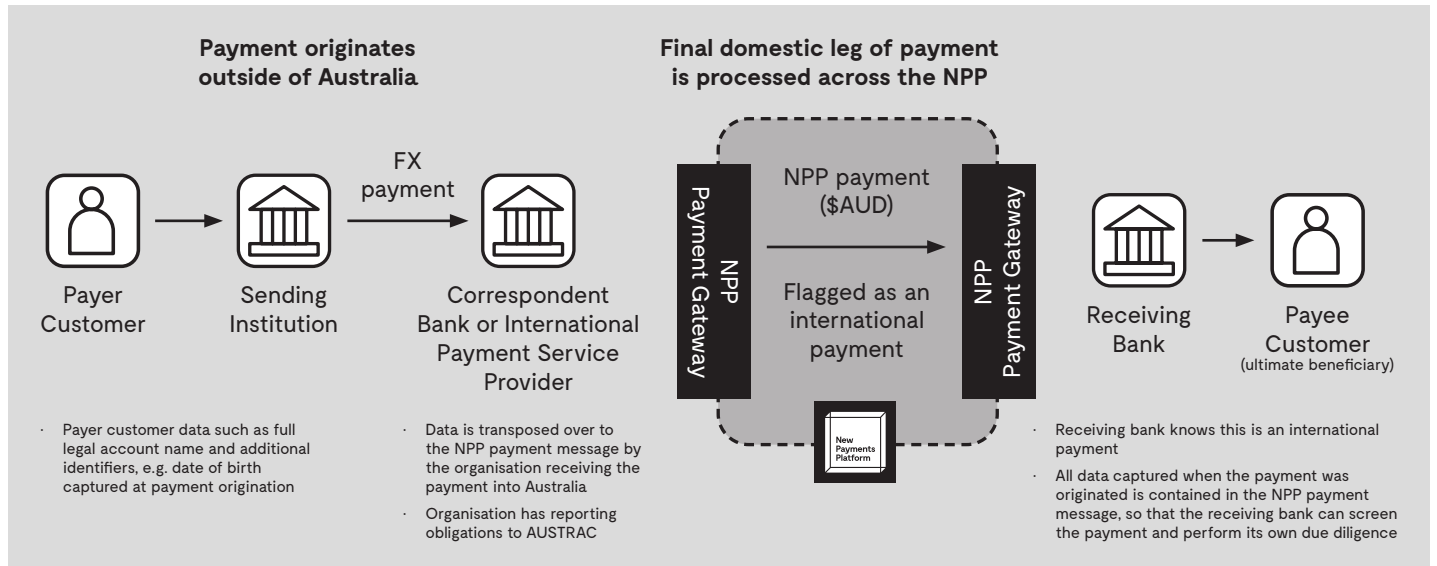 Payment originates
outside of Australia
Final domestic leg of payment
is processed across the NPP
Payer
Customer
Sending
Institution
FX
payment
Correspondent
Bank or International
Payment Service
Provider
NPP
Payment Gateway
NPP payment
($AUD)
Flagged as an
international
payment
New
Payments
Platform
NPP
Payment Gateway
Receiving
Bank
Payee
Customer
(ultimate beneficiary)
· Payer customer data such as full
legal account name and additional
identifiers, e.g. date of birth
captured at payment origination
· Data is transposed over to
the NPP payment message by
the organisation receiving the
payment into Australia
· Organisation has reporting
obligations to AUSTRAC
· Receiving bank knows this is an international
payment
· All data captured when the payment was
originated is contained in the NPP payment
message, so that the receiving bank can screen
the payment and perform its own due diligence